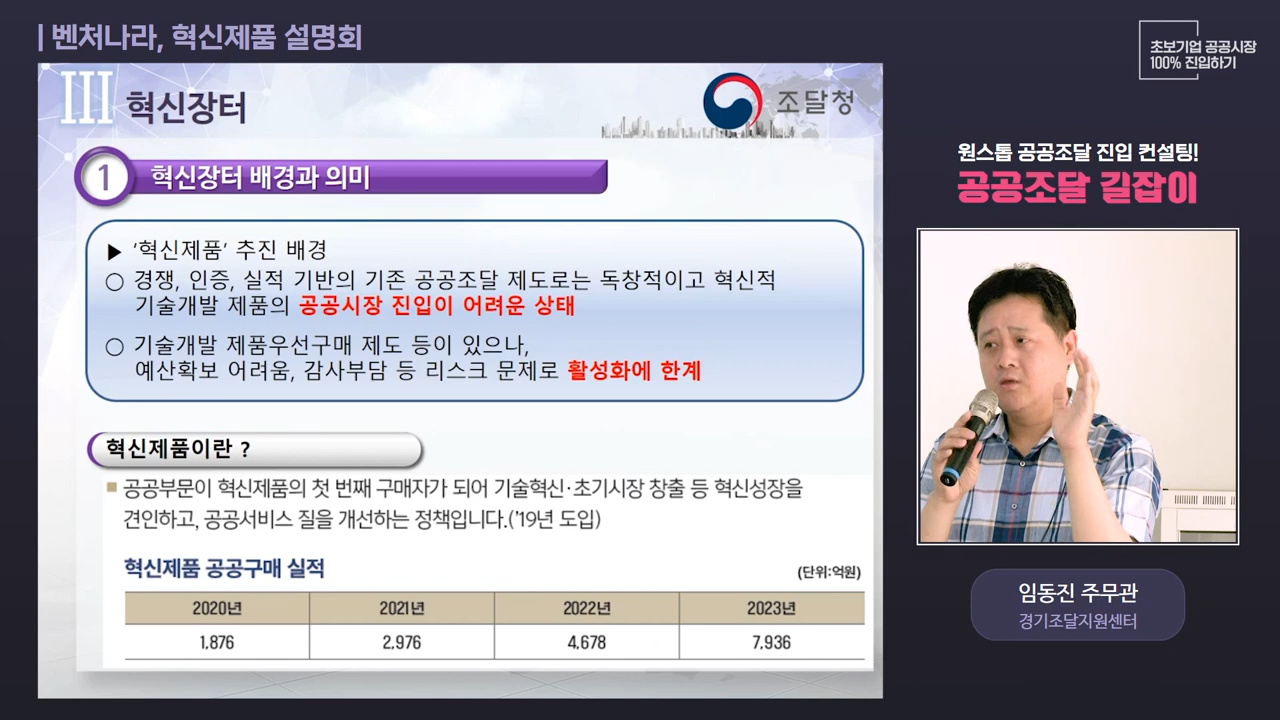 | 벤처나라, 혁신제품 설명회
초보기업 공공시장
100% 진입하기
III 혁신장터
조달청
1 혁신장터 배경과 의미
▶ ‘혁신제품’ 추진 배경
○ 경쟁, 인증, 실적 기반의 기존 공공조달 제도로는 독창적이고 혁신적
기술개발 제품의 공공시장 진입이 어려운 상태
○ 기술개발 제품우선구매 제도 등이 있으나,
예산확보 어려움, 감사부담 등 리스크 문제로 활성화에 한계
혁신제품이란 ?
■ 공공부문이 혁신제품의 첫 번째 구매자가 되어 기술혁신·초기시장 창출 등 혁신성장을
견인하고, 공공서비스 질을 개선하는 정책입니다.(’19년 도입)
혁신제품 공공구매 실적 (단위:억원)
2020년 2021년 2022년 2023년
1,876 2,976 4,678 7,936
원스톱 공공조달 진입 컨설팅!
공공조달 길잡이
임동진 주무관
경기조달지원센터